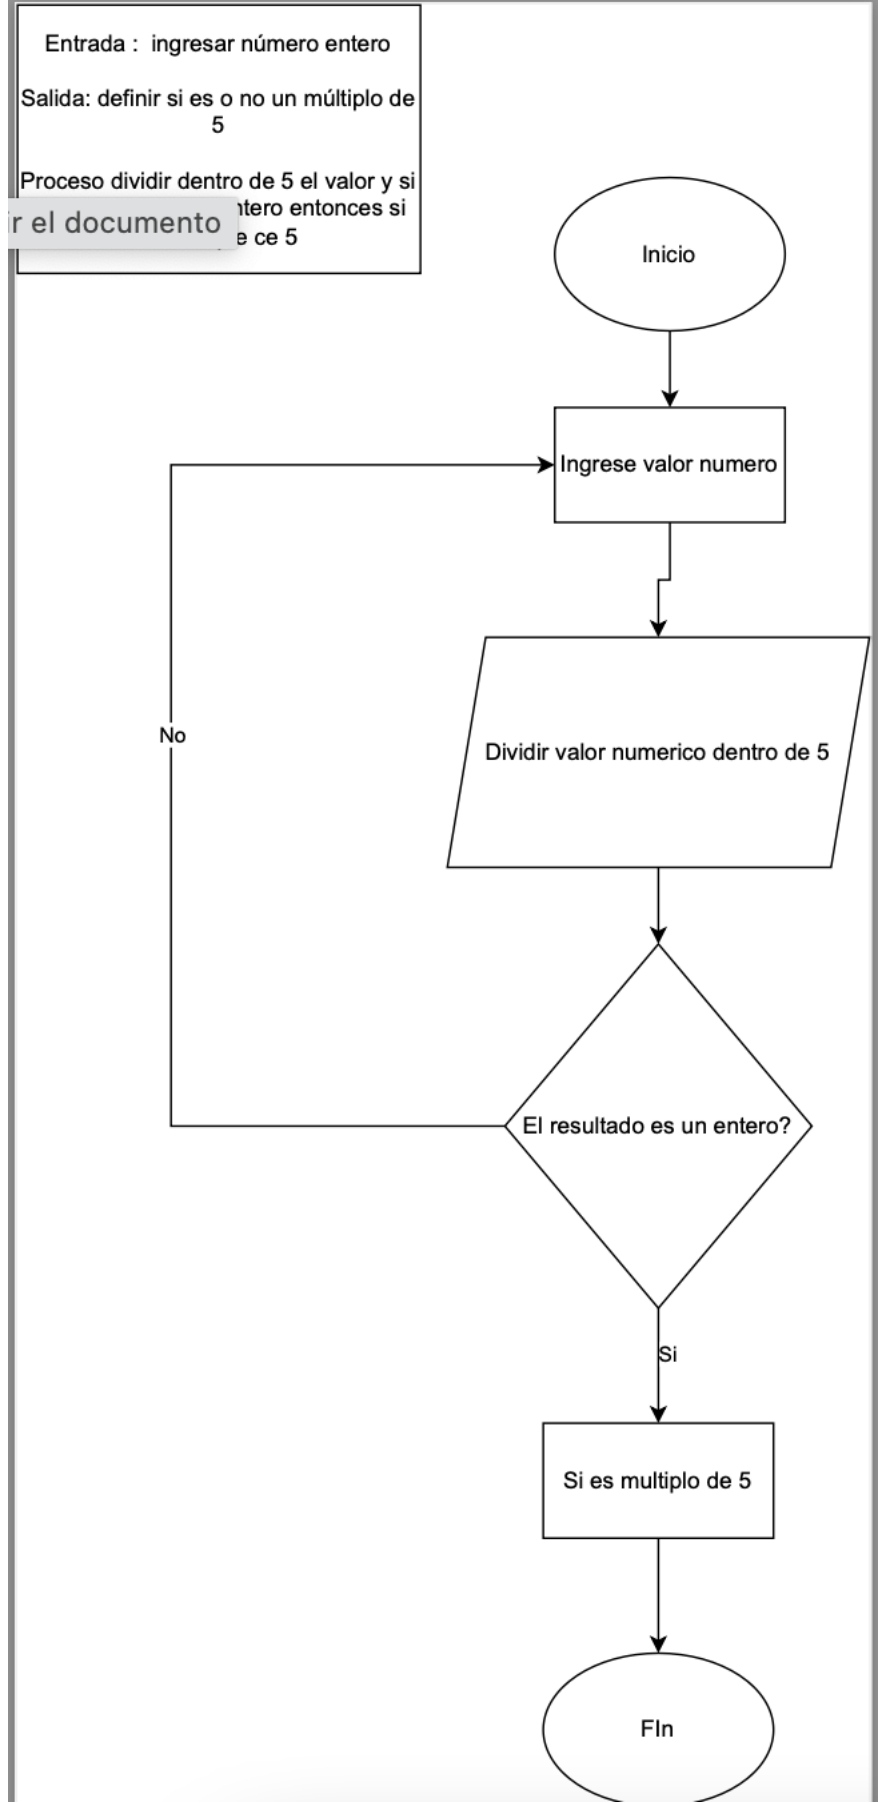 Entrada :  ingresar número entero
Salida: definir si es o no un múltiplo de
5
Proceso dividir dentro de 5 el valor y si
entonces si
ir el documento
ce 5
Inicio
Ingrese valor numero
Dividir valor numerico dentro de 5
No
El resultado es un entero?
Si
Si es multiplo de 5
FIn